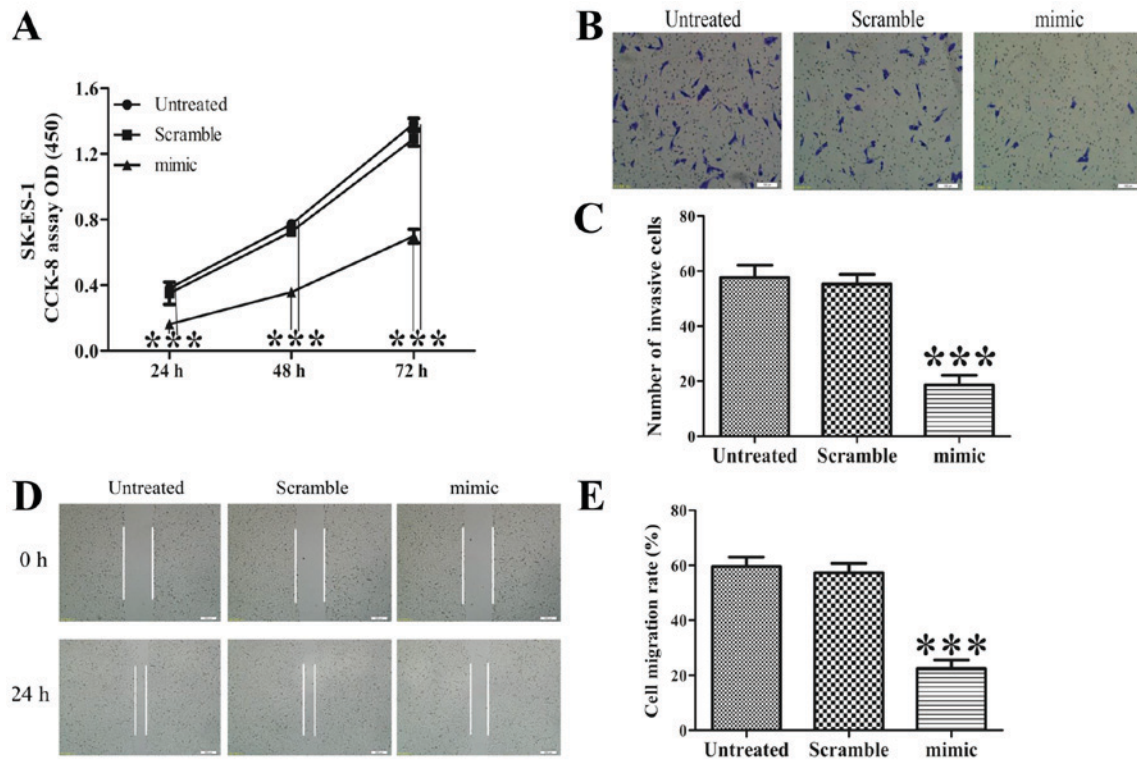 A
SK-ES-1
CCK-8 assay OD (450)
1.6
1.2
0.8
0.4
0.0
Untreated
Scramble
mimic
***
***
***
24 h
48 h
72 h
B
Untreated
Scramble
mimic
C
Number of invasive cells
80
60
40
20
0
***
Untreated
Scramble
mimic
D
Untreated
Scramble
mimic
0 h
24 h
E
Cell migration rate (%)
80
60
40
20
0
***
Untreated
Scramble
mimic